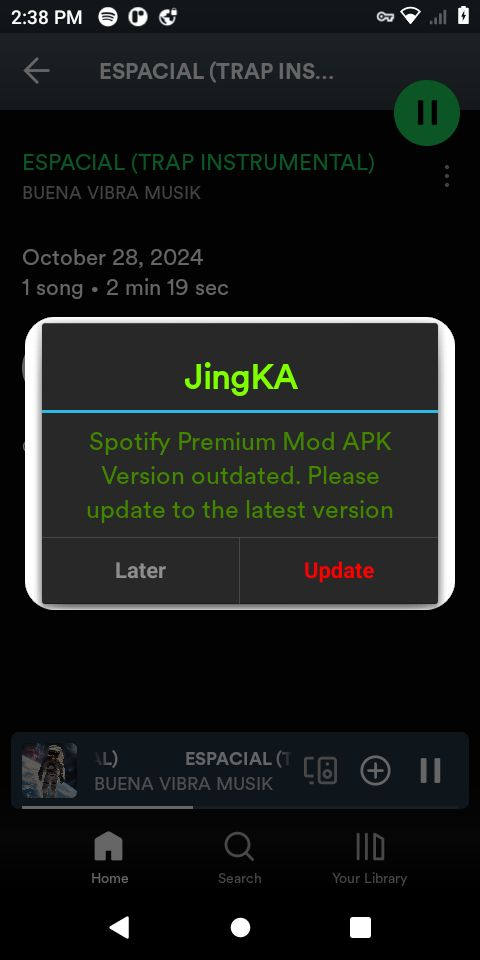 2:38 PM
ESPACIAL (TRAP INS...
ESPACIAL (TRAP INSTRUMENTAL)
BUENA VIBRA MUSIK
October 28, 2024
1 song • 2 min 19 sec
JingKA
Spotify Premium Mod APK
Version outdated. Please
update to the latest version
Later
Update
AL) ESPACIAL (T
BUENA VIBRA MUSIK
Home
Search
Your Library